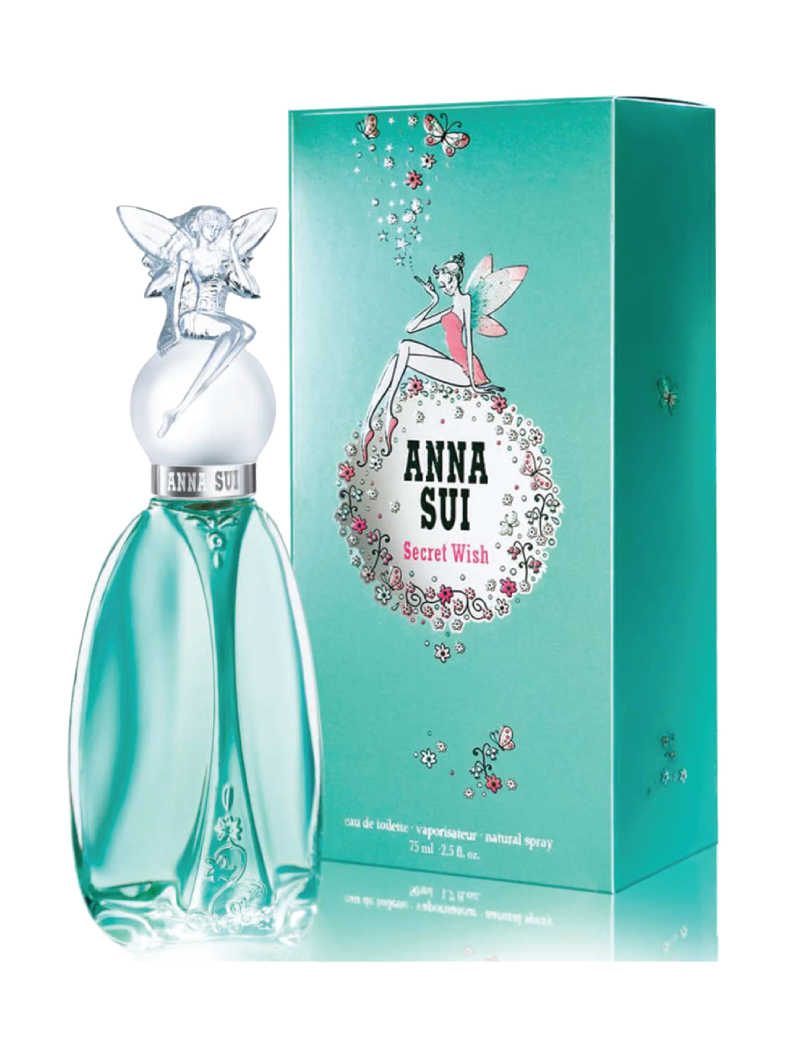 ANNA SUI
ANNA
SUI
Secret Wish
eau de toilette · vaporisateur · natural spray
75 ml · 2.5 fl. oz.